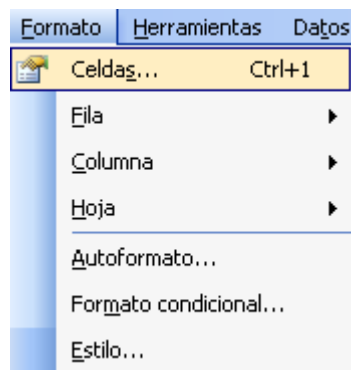 Formato Herramientas Datos
Celdas... Ctrl+1
Fila
Columna
Hoja
Autoformato...
Formato condicional...
Estilo...